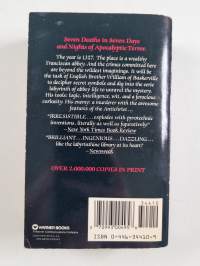 Seven Deaths in Seven Days
and Nights of Apocalyptic Terror.
The year is 1327. The place is a wealthy
Franciscan abbey. And the crimes committed here
are beyond the wildest imaginings. It will be
the task of English Brother William of Baskerville
to decipher secret symbols and dig into the eerie
labyrinth of abbey life to unravel the mystery.
His tools: logic, intelligence, wit, and a ferocious
curiosity. His enemy: a murderer with the awesome
features of the Antichrist...
"IRRESISTIBLE...explodes with pyrotechnic
inventions, literally as well as figuratively"
—New York Times Book Review
"BRILLIANT...INGENIOUS...DAZZLING...
like the labyrinthine library at its heart"
—Newsweek
OVER 2,000,000 COPIES IN PRINT
WARNER BOOKS
ISBN 0-446-34410-9